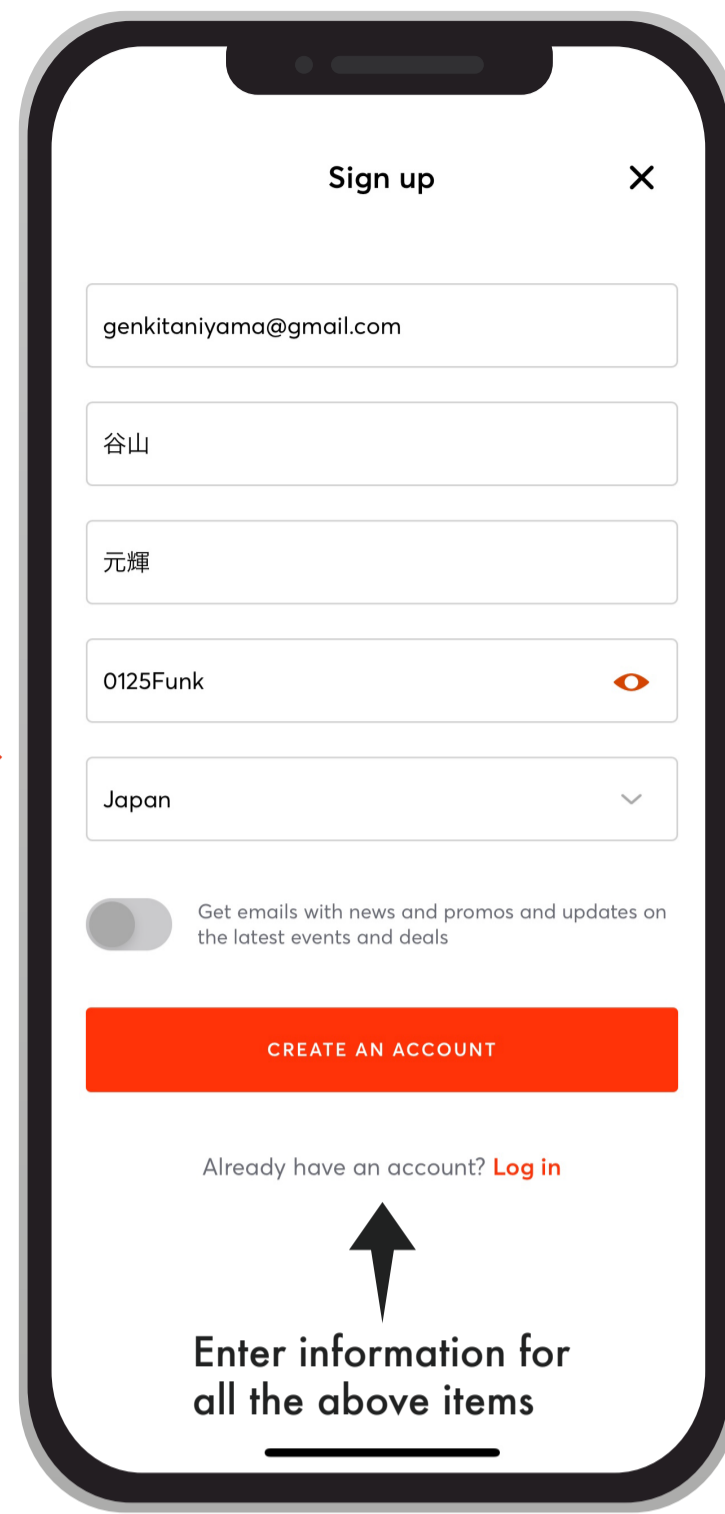 Sign up
genkitaniyama@gmail.com
谷山
元輝
0125Funk
Japan
Get emails with news and promos and updates on
the latest events and deals
CREATE AN ACCOUNT
Already have an account? Log in
Enter information for
all the above items